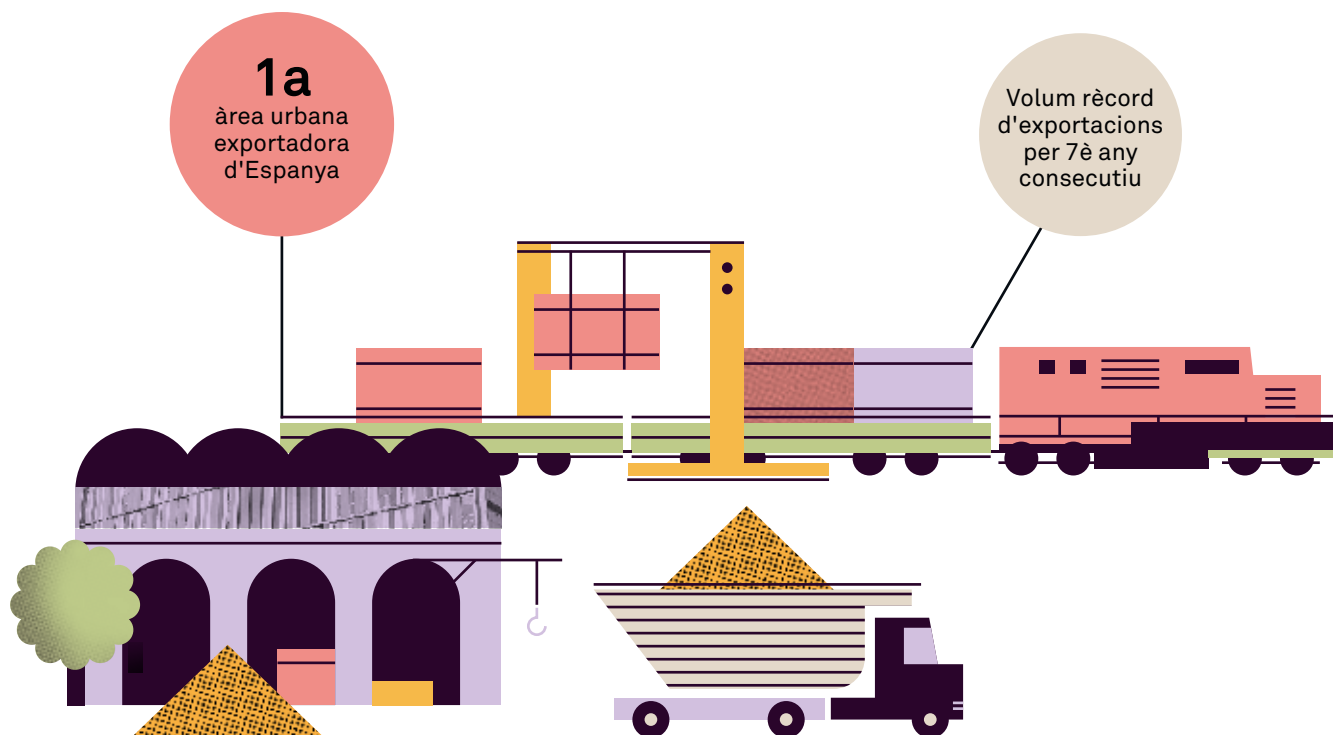 1a
àrea urbana
exportadora
d'Espanya
Volum rècord
d'exportacions
per 7è any
consecutiu